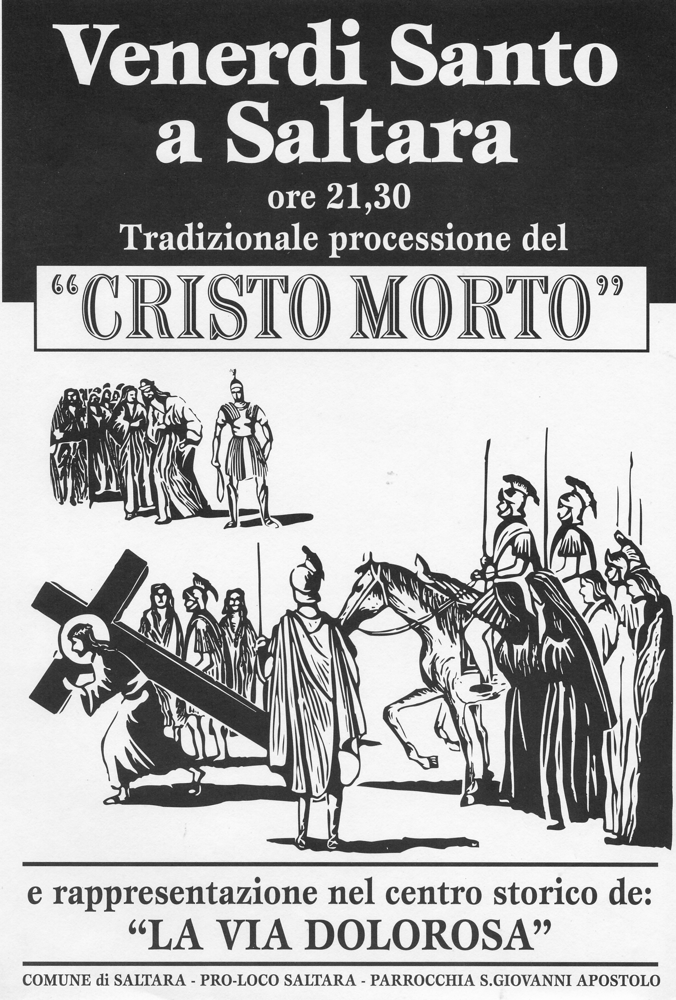 Venerdi Santo
a Saltara
ore 21,30
Tradizionale processione del
“CRISTO MORTO”
e rappresentazione nel centro storico de:
“LA VIA DOLOROSA”
COMUNE di SALTARA - PRO-LOCO SALTARA - PARROCCHIA S.GIOVANNI APOSTOLO